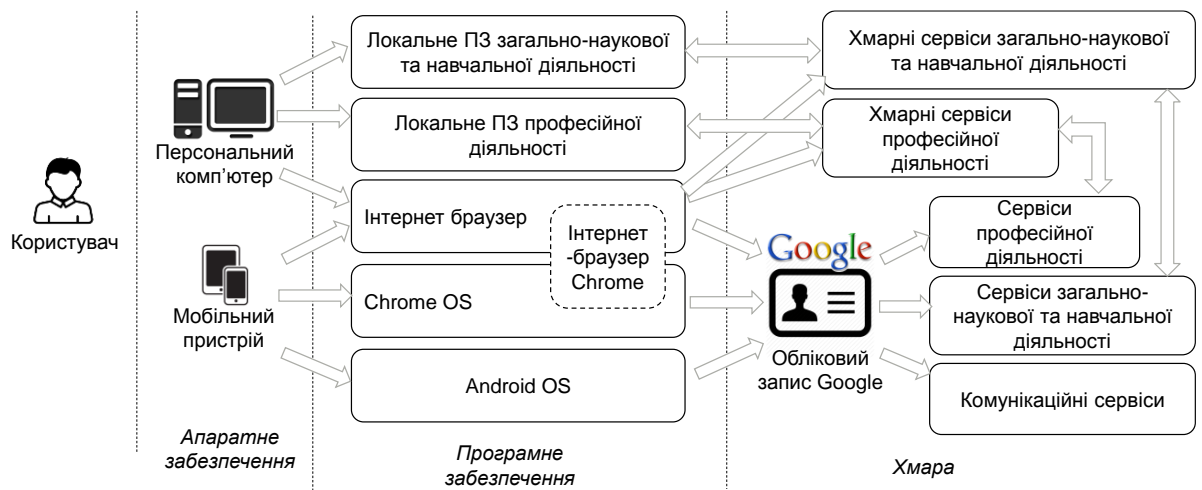 Користувач
Персональний
комп’ютер
Мобільний
пристрій
Апаратне
забезпечення
Локальне ПЗ загально-наукової
та навчальної діяльності
Локальне ПЗ професійної
діяльності
Інтернет браузер
Інтернет
-браузер
Chrome
Chrome OS
Android OS
Програмне
забезпечення
Хмарні сервіси загально-наукової
та навчальної діяльності
Хмарні сервіси
професійної
діяльності
Google
Обліковий
запис Google
Сервіси
професійної
діяльності
Сервіси загально-
наукової та навчальної
діяльності
Комунікаційні сервіси
Хмара